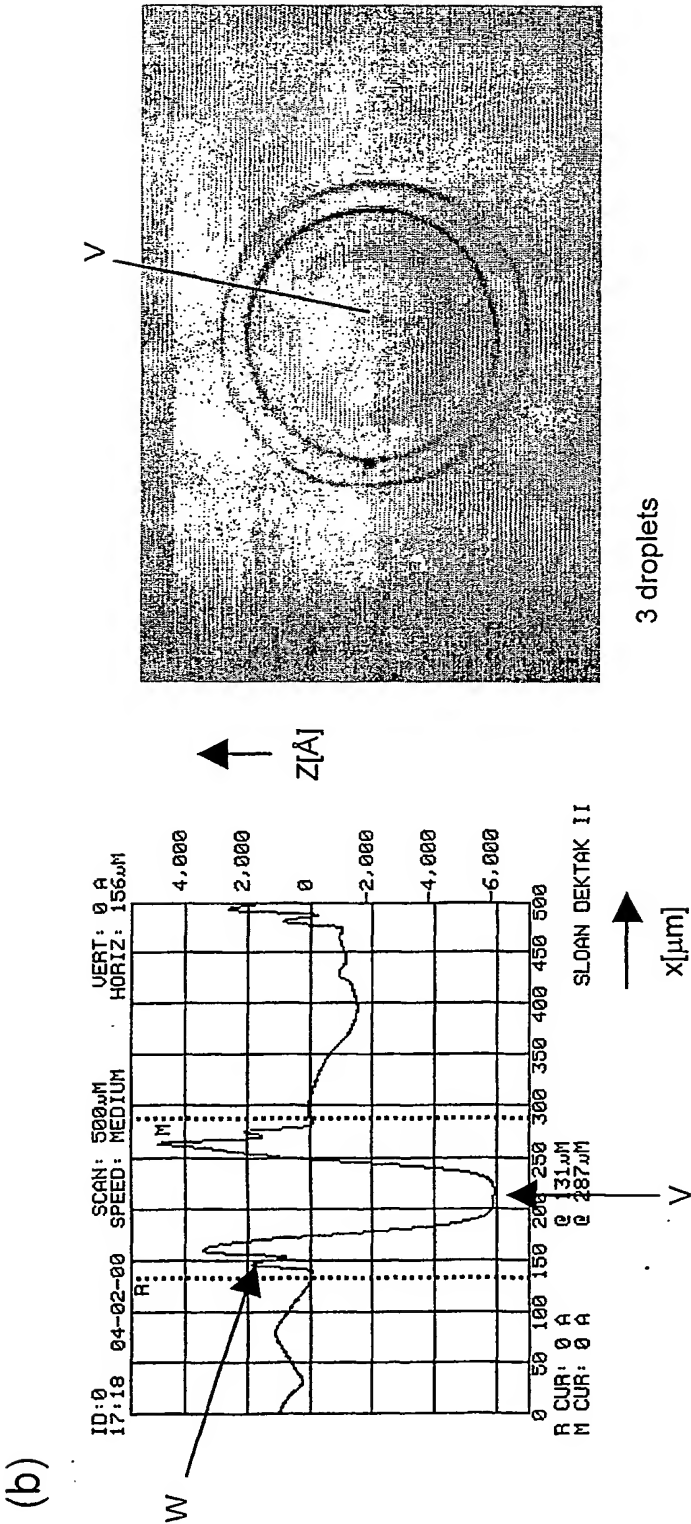 (b)
ID:0 SCAN: 500µM VERT: 0 A
17:18 04-02-00 SPEED: MEDIUM HORIZ: 156µM
R
M
4,000
2,000
0
-2,000
-4,000
-6,000
0 50 100 150 200 250 300 350 400 450 500
R CUR: 0 A @ 131µM
M CUR: 0 A @ 287µM
SLOAN DEKTAK II
W
V
Z[Å]
x[µm]
V
3 droplets